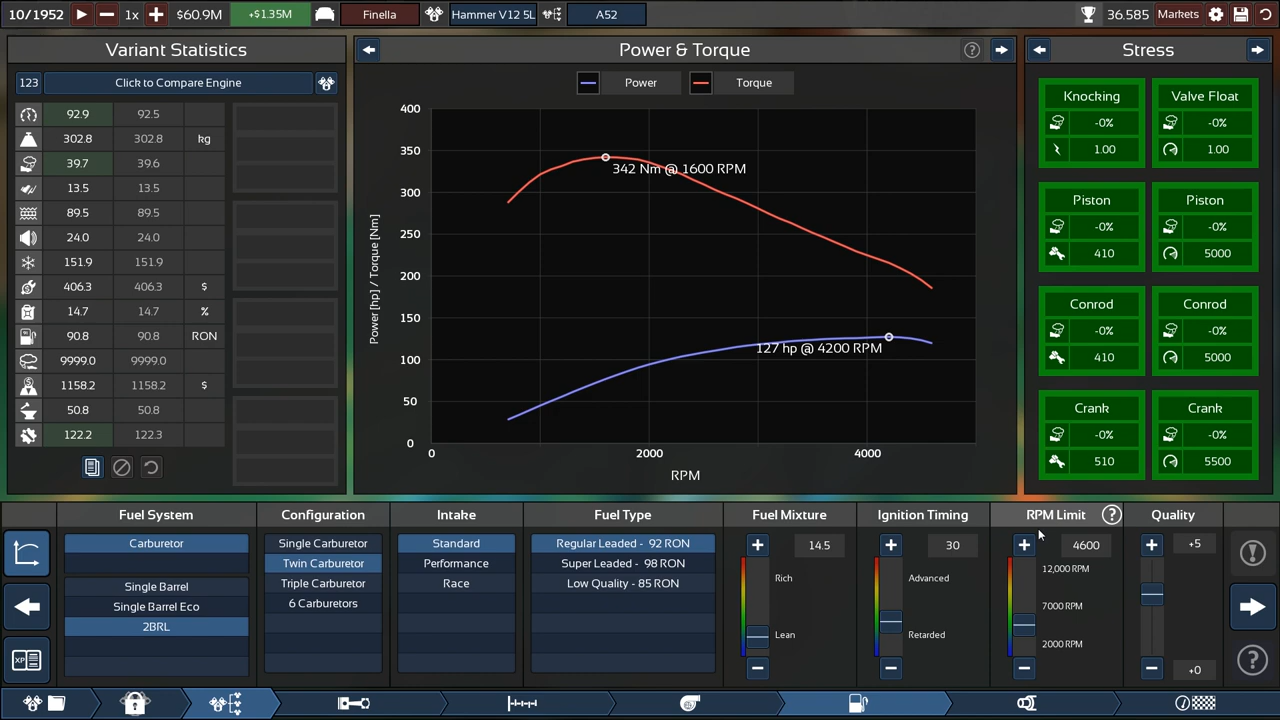 10/1952 1x $60.9M +$1.35M Finella Hammer V12 5L A52 36.585 Markets
Variant Statistics
123 Click to Compare Engine
92.9 92.5
302.8 302.8 kg
39.7 39.6
13.5 13.5
89.5 89.5
24.0 24.0
151.9 151.9
406.3 406.3 $
14.7 14.7 %
90.8 90.8 RON
9999.0 9999.0
1158.2 1158.2 $
50.8 50.8
122.2 122.3
Power & Torque ?
Power Torque
400
350
300
250
200
150
100
50
0
Power [hp] / Torque [Nm]
342 Nm @ 1600 RPM
127 hp @ 4200 RPM
0 2000 4000
RPM
Stress
Knocking Valve Float
-0% -0%
1.00 1.00
Piston Piston
-0% -0%
410 5000
Conrod Conrod
-0% -0%
410 5000
Crank Crank
-0% -0%
510 5500
Fuel System
Carburetor
Single Barrel
Single Barrel Eco
2BRL
Configuration
Single Carburetor
Twin Carburetor
Triple Carburetor
6 Carburetors
Intake
Standard
Performance
Race
Fuel Type
Regular Leaded - 92 RON
Super Leaded - 98 RON
Low Quality - 85 RON
Fuel Mixture
14.5
Rich
Lean
Ignition Timing
30
Advanced
Retarded
RPM Limit ?
4600
12,000 RPM
7000 RPM
2000 RPM
Quality
+5
+0
XP
?